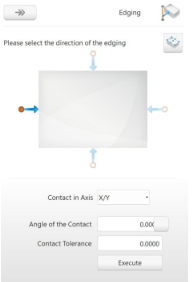 Edging
Please select the direction of the edging
Contact in Axis X/Y
Angle of the Contact 0.00
Contact Tolerance 0.0000
Execute